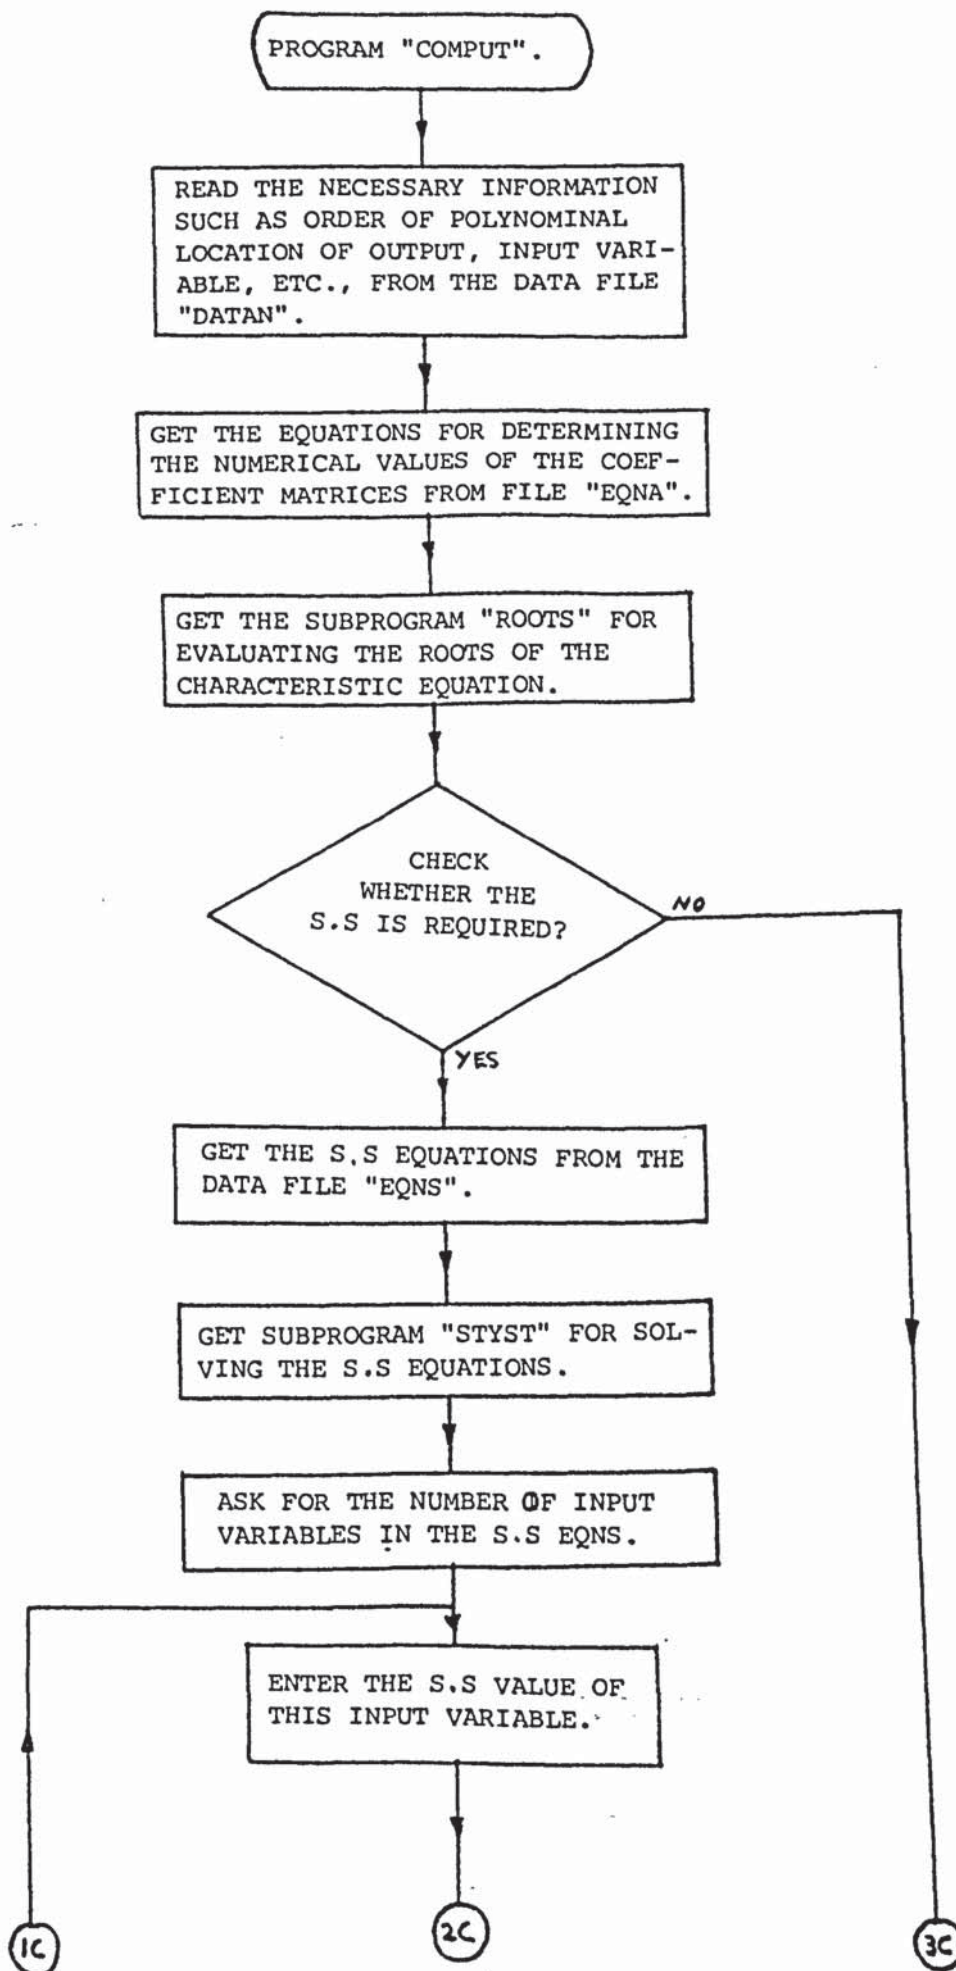 PROGRAM "COMPUT".
READ THE NECESSARY INFORMATION
SUCH AS ORDER OF POLYNOMINAL
LOCATION OF OUTPUT, INPUT VARI-
ABLE, ETC., FROM THE DATA FILE
"DATAN".
GET THE EQUATIONS FOR DETERMINING
THE NUMERICAL VALUES OF THE COEF-
FICIENT MATRICES FROM FILE "EQNA".
GET THE SUBPROGRAM "ROOTS" FOR
EVALUATING THE ROOTS OF THE
CHARACTERISTIC EQUATION.
CHECK
WHETHER THE
S.S IS REQUIRED?
NO
YES
GET THE S.S EQUATIONS FROM THE
DATA FILE "EQNS".
GET SUBPROGRAM "STYST" FOR SOL-
VING THE S.S EQUATIONS.
ASK FOR THE NUMBER OF INPUT
VARIABLES IN THE S.S EQNS.
ENTER THE S.S VALUE OF
THIS INPUT VARIABLE.
1C
2C
3C